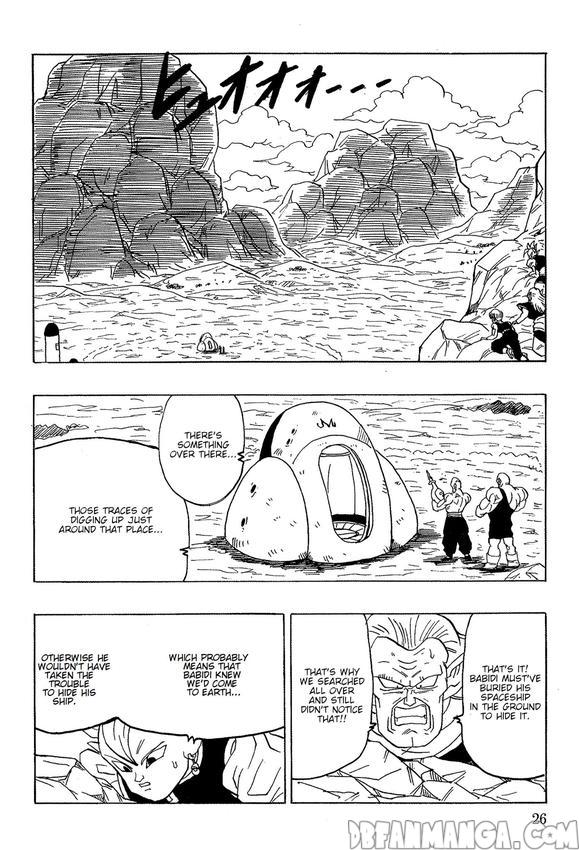 ヒュオオオ---
THERE'S
SOMETHING
OVER THERE...
THOSE TRACES OF
DIGGING UP JUST
AROUND THAT PLACE...
THAT'S IT!
BABIDI MUST'VE
BURIED HIS
SPACESHIP
IN THE GROUND
TO HIDE IT.
THAT'S WHY
WE SEARCHED
ALL OVER AND
STILL
DIDN'T NOTICE
THAT!!
WHICH PROBABLY
MEANS THAT
BABIDI KNEW
WE'D COME
TO EARTH...
OTHERWISE HE
WOULDN'T HAVE
TAKEN THE
TROUBLE
TO HIDE HIS
SHIP.
26
DBFANMANGA.COM